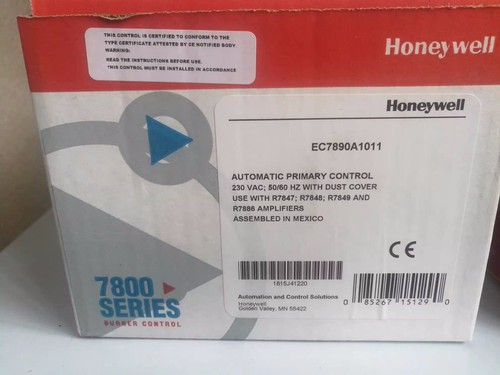 THIS CONTROL IS CERTIFIED TO CONFORM TO THE
TYPE CERTIFICATE ATTESTED BY CE NOTIFIED BODY
WARNING:
READ THE INSTRUCTIONS BEFORE USE.
THIS CONTROL MUST BE INSTALLED IN ACCORDANCE
Honeywell
Honeywell
EC7890A1011
AUTOMATIC PRIMARY CONTROL
230 VAC; 50/60 HZ WITH DUST COVER
USE WITH R7847; R7848; R7849 AND
R7886 AMPLIFIERS
ASSEMBLED IN MEXICO
CE
1815J41220
Automation and Control Solutions
Honeywell
Golden Valley, MN 55422
0 85267 15129 0
7800
SERIES
BURNER CONTROL